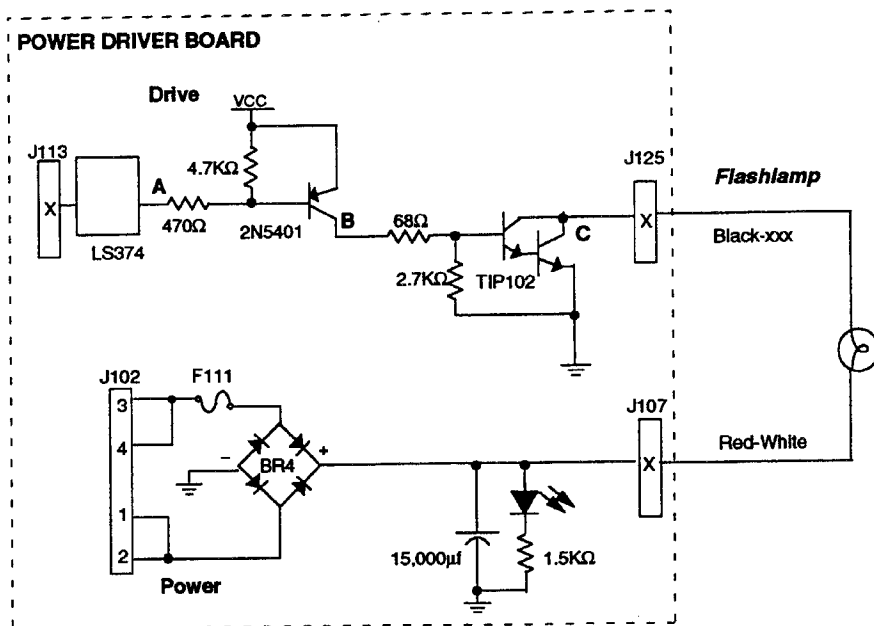 POWER DRIVER BOARD
Drive
VCC
J113
4.7KΩ
A
X
470Ω
2N5401
B
LS374
68Ω
2.7KΩ
TIP102
C
J125
X
Flashlamp
Black-xxx
J102
F111
3
4
1
2
–
BR4
+
Power
15,000µf
1.5KΩ
J107
X
Red-White